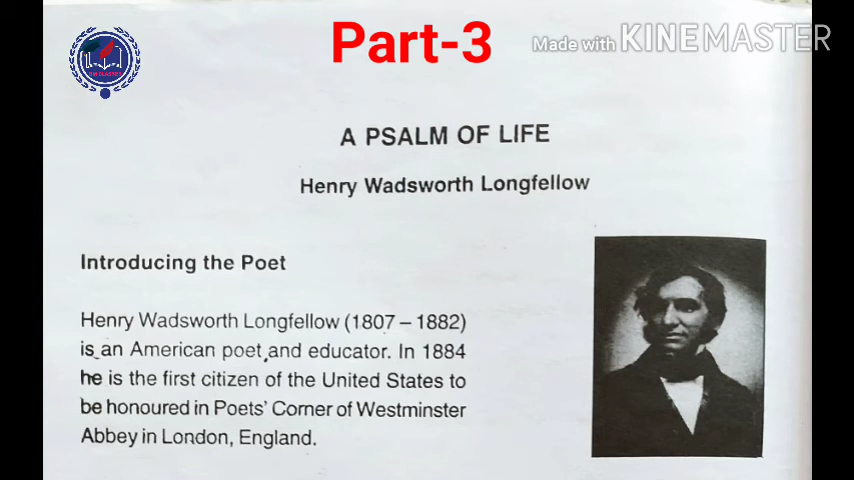 Part-3
Made with KINEMASTER
A PSALM OF LIFE
Henry Wadsworth Longfellow
Introducing the Poet
Henry Wadsworth Longfellow (1807 – 1882)
is an American poet and educator. In 1884
he is the first citizen of the United States to
be honoured in Poets' Corner of Westminster
Abbey in London, England.